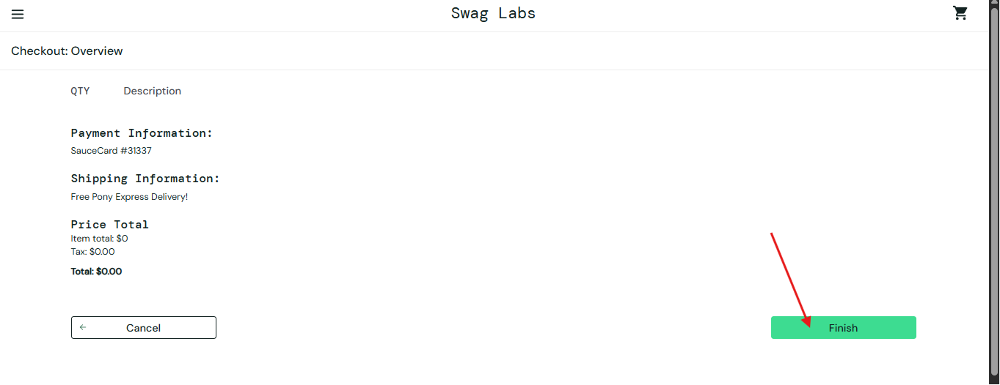 Swag Labs
Checkout: Overview
QTY Description
Payment Information:
SauceCard #31337
Shipping Information:
Free Pony Express Delivery!
Price Total
Item total: $0
Tax: $0.00
Total: $0.00
Cancel Finish